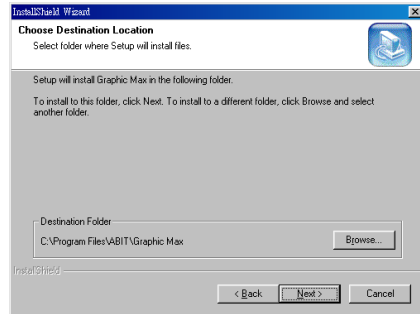 InstallShield Wizard
Choose Destination Location
Select folder where Setup will install files.
Setup will install Graphic Max in the following folder.
To install to this folder, click Next. To install to a different folder, click Browse and select
another folder.
Destination Folder
C:\Program Files\ABIT\Graphic Max
Browse...
InstallShield
< Back
Next >
Cancel